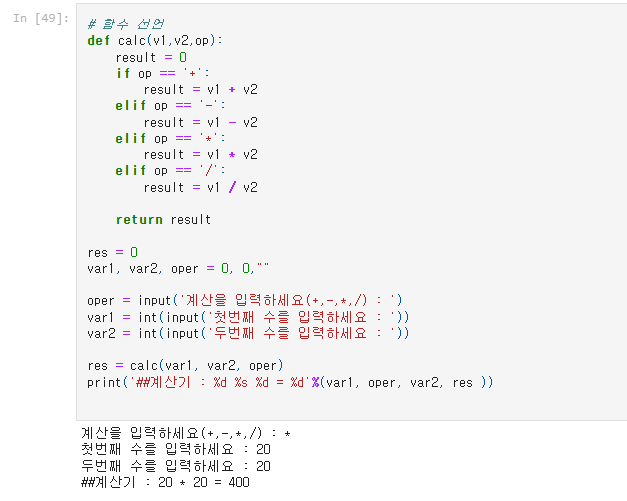 In [49]:
# 함수 선언
def calc(v1,v2,op):
    result = 0
    if op == '+':
        result = v1 + v2
    elif op == '-':
        result = v1 - v2
    elif op == '*':
        result = v1 * v2
    elif op == '/':
        result = v1 / v2
    return result
res = 0
var1, var2, oper = 0, 0,""
oper = input('계산을 입력하세요(+,-,*,/) : ')
var1 = int(input('첫번째 수를 입력하세요 : '))
var2 = int(input('두번째 수를 입력하세요 : '))
res = calc(var1, var2, oper)
print('##계산기 : %d %s %d = %d'%(var1, oper, var2, res ))
계산을 입력하세요(+,-,*,/) : *
첫번째 수를 입력하세요 : 20
두번째 수를 입력하세요 : 20
##계산기 : 20 * 20 = 400